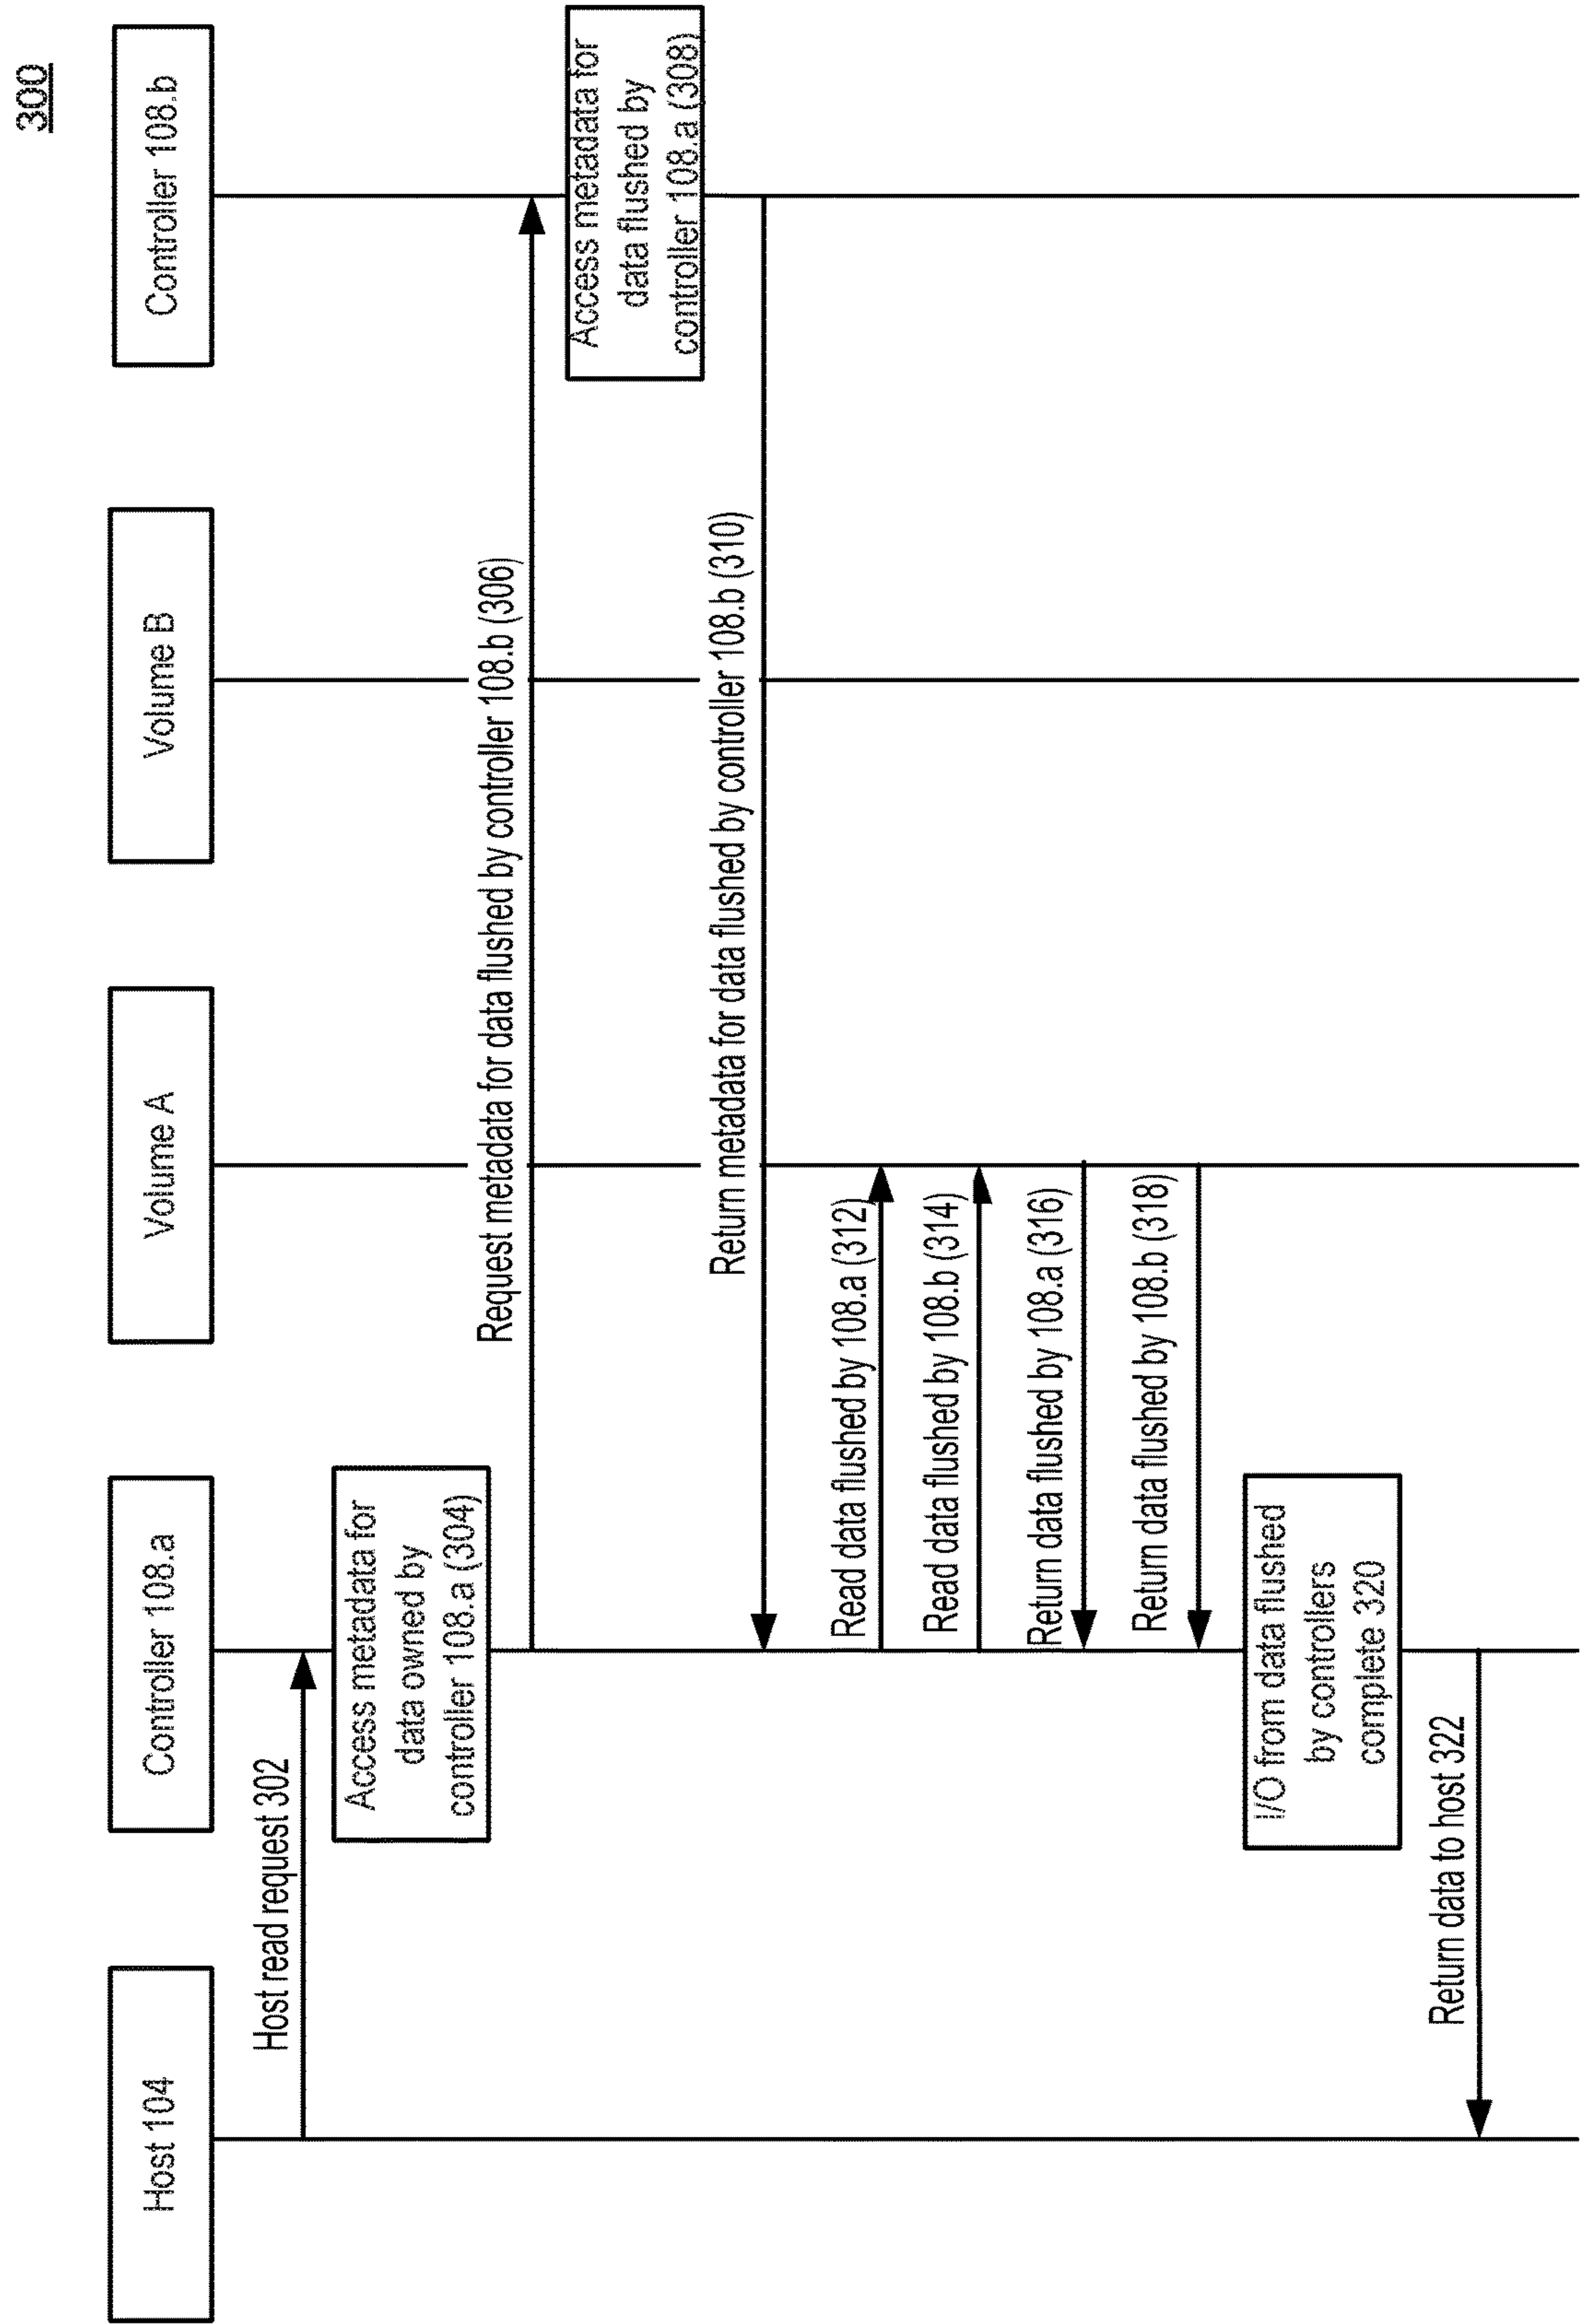 300
Host 104
Controller 108.a
Volume A
Volume B
Controller 108.b
Host read request 302
Access metadata for
data owned by
controller 108.a (304)
Request metadata for data flushed by controller 108.b (306)
Access metadata for
data flushed by
controller 108.a (308)
Return metadata for data flushed by controller 108.b (310)
Read data flushed by 108.a (312)
Read data flushed by 108.b (314)
Return data flushed by 108.a (316)
Return data flushed by 108.b (318)
I/O from data flushed
by controllers
complete 320
Return data to host 322